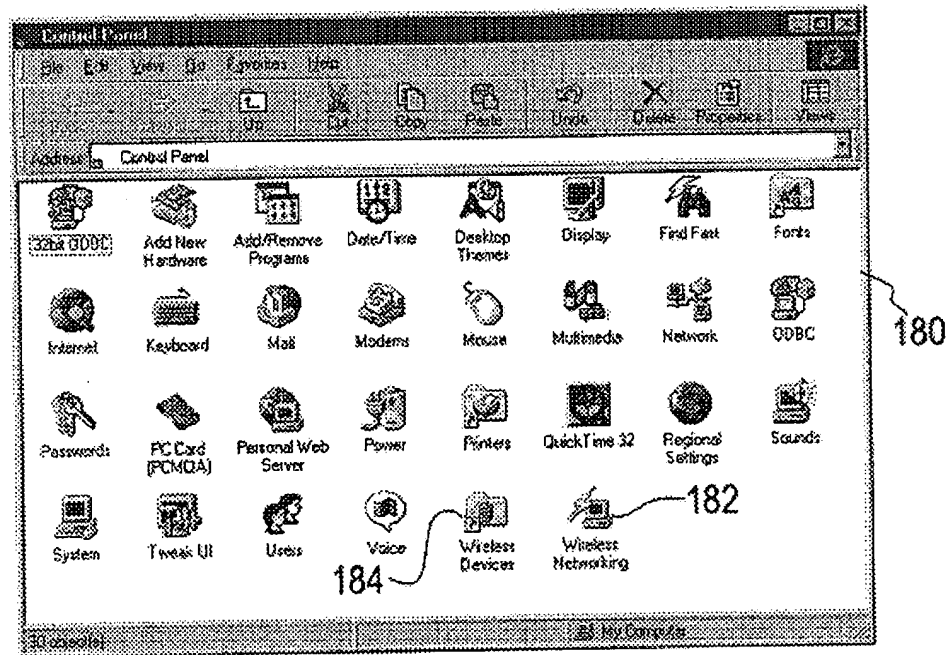 Control Panel
File Edit View Go Favorites Help
Up Cut Copy Paste Undo Delete Properties Views
Address Control Panel
32bit ODBC Add New Hardware Add/Remove Programs Date/Time Desktop Themes Display Find Fast Fonts
180
Internet Keyboard Mail Modems Mouse Multimedia Network ODBC
Passwords PC Card (PCMCIA) Personal Web Server Power Printers QuickTime 32 Regional Settings Sounds
182
System Tweak UI Users Voice Wireless Devices Wireless Networking
184
30 object(s) My Computer